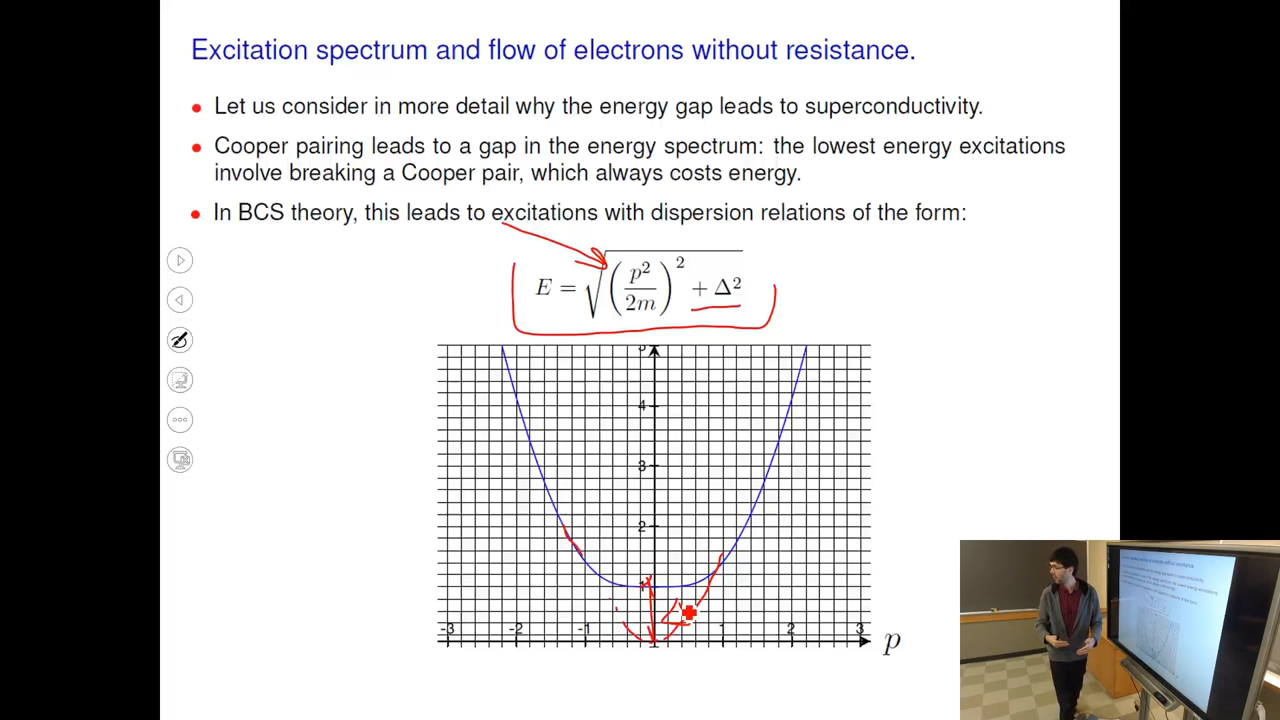 Excitation spectrum and flow of electrons without resistance.
Let us consider in more detail why the energy gap leads to superconductivity.
Cooper pairing leads to a gap in the energy spectrum: the lowest energy excitations
involve breaking a Cooper pair, which always costs energy.
In BCS theory, this leads to excitations with dispersion relations of the form:
E = √((p²/2m)² + Δ²)
4
3
2
1
-3 -2 -1 1 2 3
p